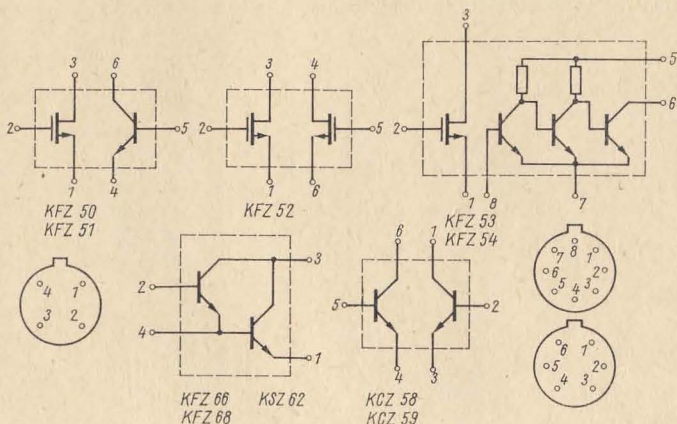 3 6
2 5
1 4
KFZ 50
KFZ 51
3 4
2 5
1 6
KFZ 52
3
5
6
2
1 8 7
KFZ 53
KFZ 54
4 1
3 2
3
2
4
1
KFZ 66 KSZ 62
KFZ 68
6 1
5 2
4 3
KCZ 58
KCZ 59
8
7 1
6 2
5 3
4
6 1
5 2
4 3